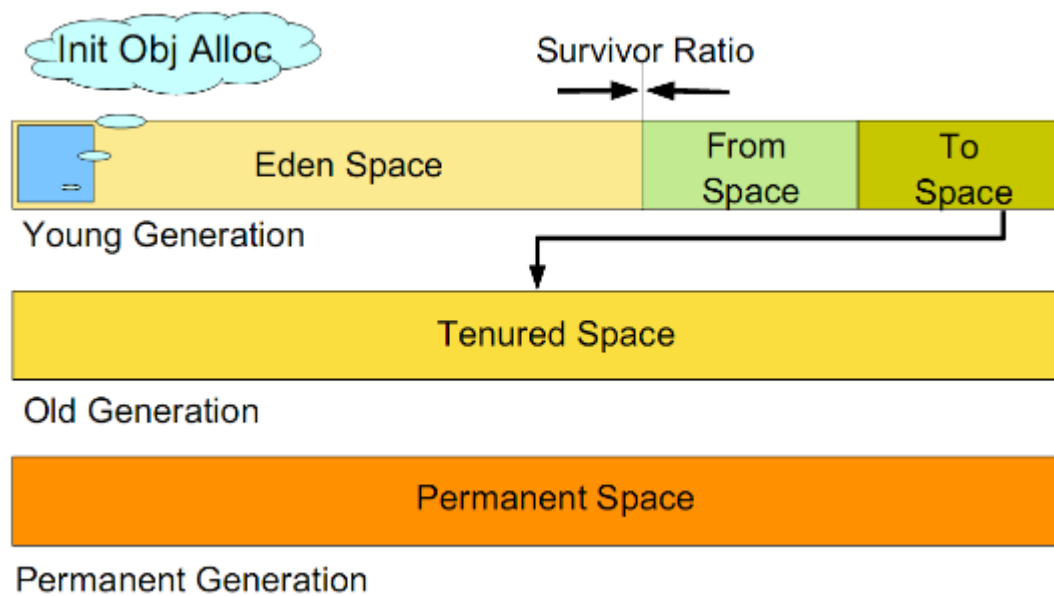 Init Obj Alloc
Survivor Ratio
Eden Space
From
Space
To
Space
Young Generation
Tenured Space
Old Generation
Permanent Space
Permanent Generation